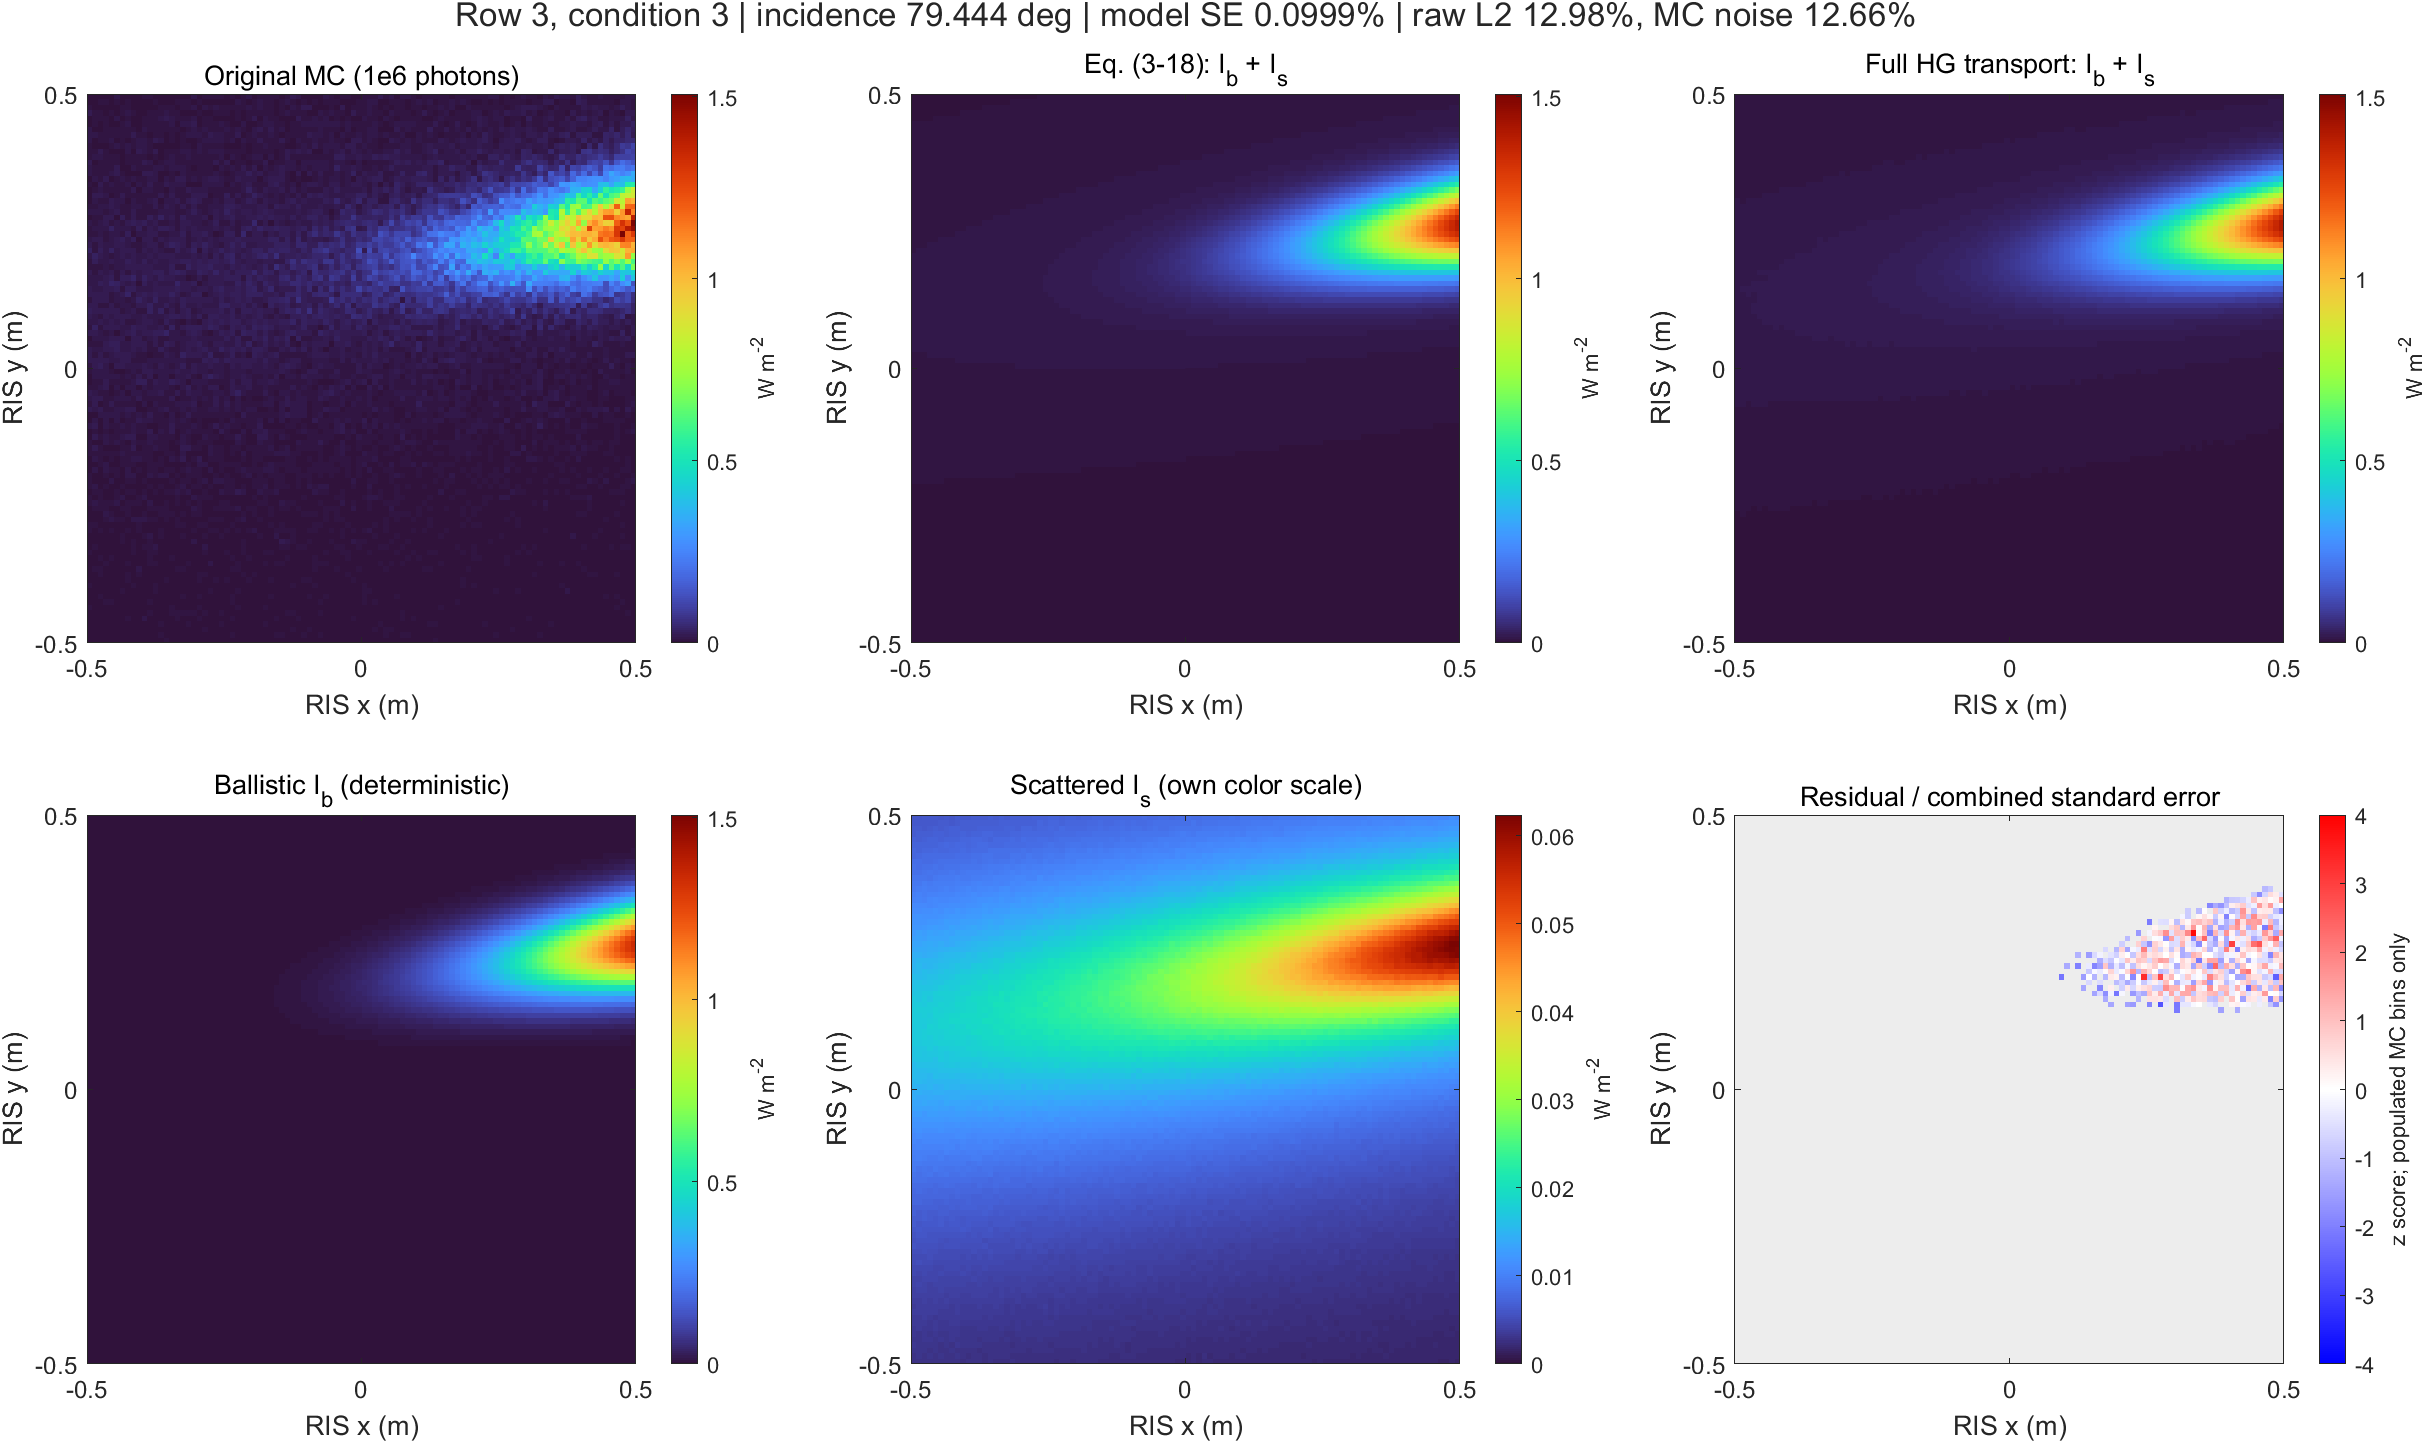 Row 3, condition 3 | incidence 79.444 deg | model SE 0.0999% | raw L2 12.98%, MC noise 12.66%
Original MC (1e6 photons)
0.5
0
-0.5
RIS y (m)
-0.5 0 0.5
RIS x (m)
1.5
1
0.5
0
W m-2
Eq. (3-18): Ib + Is
0.5
0
-0.5
RIS y (m)
-0.5 0 0.5
RIS x (m)
1.5
1
0.5
0
W m-2
Full HG transport: Ib + Is
0.5
0
-0.5
RIS y (m)
-0.5 0 0.5
RIS x (m)
1.5
1
0.5
0
W m-2
Ballistic Ib (deterministic)
0.5
0
-0.5
RIS y (m)
-0.5 0 0.5
RIS x (m)
1.5
1
0.5
0
W m-2
Scattered Is (own color scale)
0.5
0
-0.5
RIS y (m)
-0.5 0 0.5
RIS x (m)
0.06
0.05
0.04
0.03
0.02
0.01
0
W m-2
Residual / combined standard error
0.5
0
-0.5
RIS y (m)
-0.5 0 0.5
RIS x (m)
4
3
2
1
0
-1
-2
-3
-4
z score; populated MC bins only